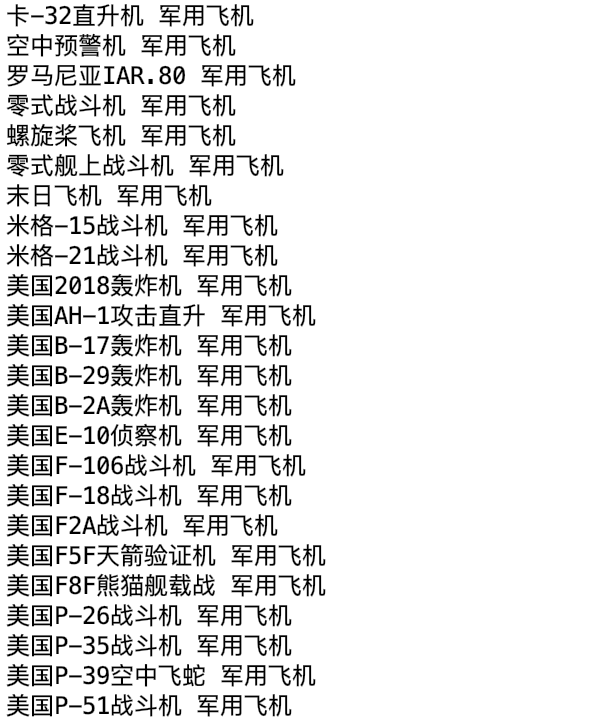 卡-32直升机 军用飞机
空中预警机 军用飞机
罗马尼亚IAR.80 军用飞机
零式战斗机 军用飞机
螺旋桨飞机 军用飞机
零式舰上战斗机 军用飞机
末日飞机 军用飞机
米格-15战斗机 军用飞机
米格-21战斗机 军用飞机
美国2018轰炸机 军用飞机
美国AH-1攻击直升 军用飞机
美国B-17轰炸机 军用飞机
美国B-29轰炸机 军用飞机
美国B-2A轰炸机 军用飞机
美国E-10侦察机 军用飞机
美国F-106战斗机 军用飞机
美国F-18战斗机 军用飞机
美国F2A战斗机 军用飞机
美国F5F天箭验证机 军用飞机
美国F8F熊猫舰载战 军用飞机
美国P-26战斗机 军用飞机
美国P-35战斗机 军用飞机
美国P-39空中飞蛇 军用飞机
美国P-51战斗机 军用飞机